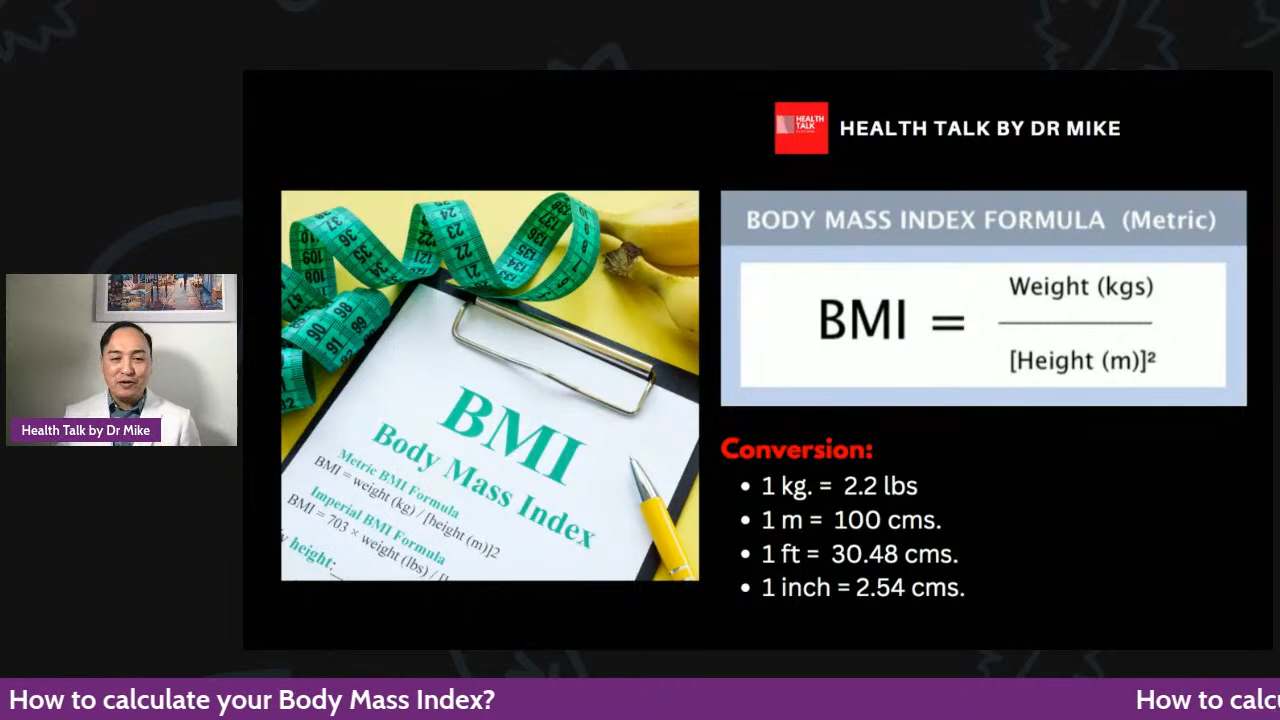 HEALTH TALK BY DR MIKE
HEALTH
TALK
BODY MASS INDEX FORMULA (Metric)
BMI = Weight (kgs)
[Height (m)]²
Conversion:
1 kg. = 2.2 lbs
1 m = 100 cms.
1 ft = 30.48 cms.
1 inch = 2.54 cms.
BMI
Body Mass Index
Metric BMI Formula
BMI = weight (kg) / [height (m)]2
Imperial BMI Formula
BMI = 703 × weight (lbs) / [
height:
Health Talk by Dr Mike
How to calculate your Body Mass Index?
How to calcu